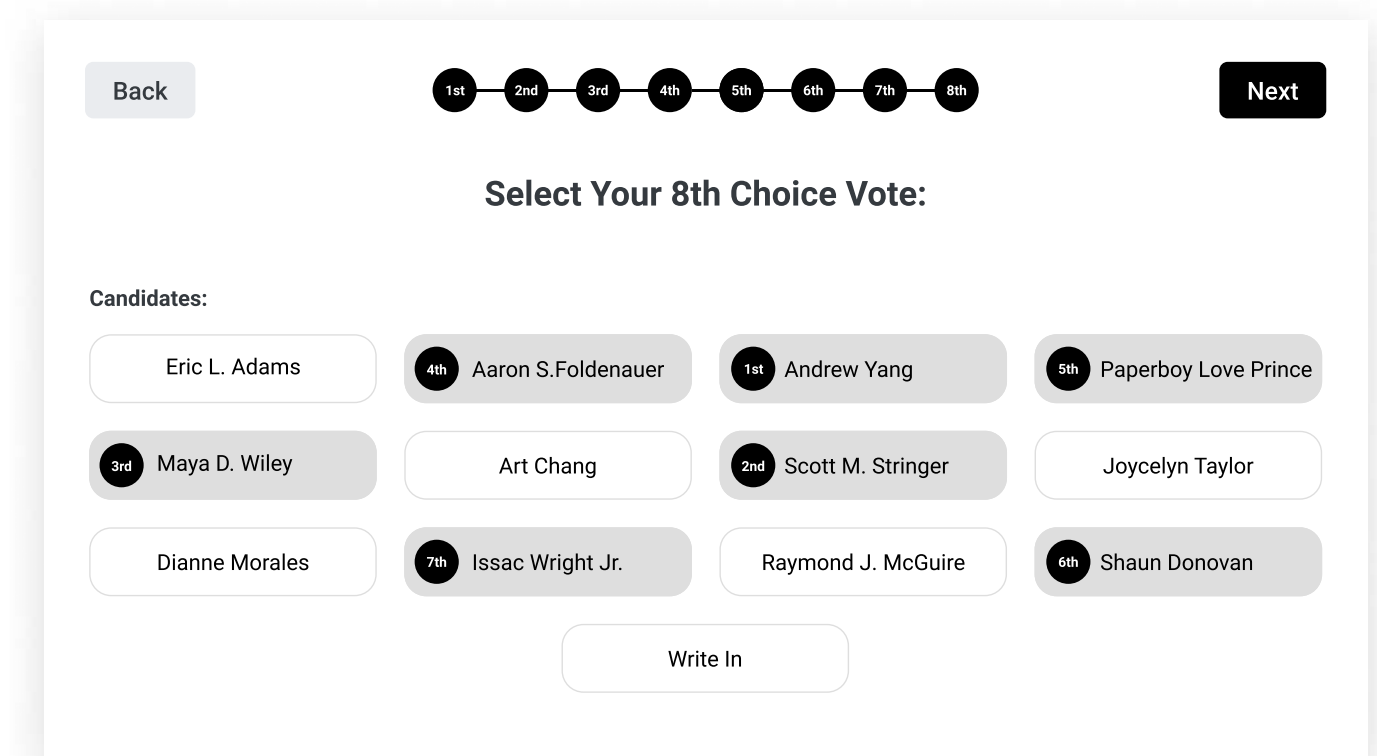 Back 1st 2nd 3rd 4th 5th 6th 7th 8th Next
Select Your 8th Choice Vote:
Candidates:
Eric L. Adams 4th Aaron S.Foldenauer 1st Andrew Yang 5th Paperboy Love Prince
3rd Maya D. Wiley Art Chang 2nd Scott M. Stringer Joycelyn Taylor
Dianne Morales 7th Issac Wright Jr. Raymond J. McGuire 6th Shaun Donovan
Write In